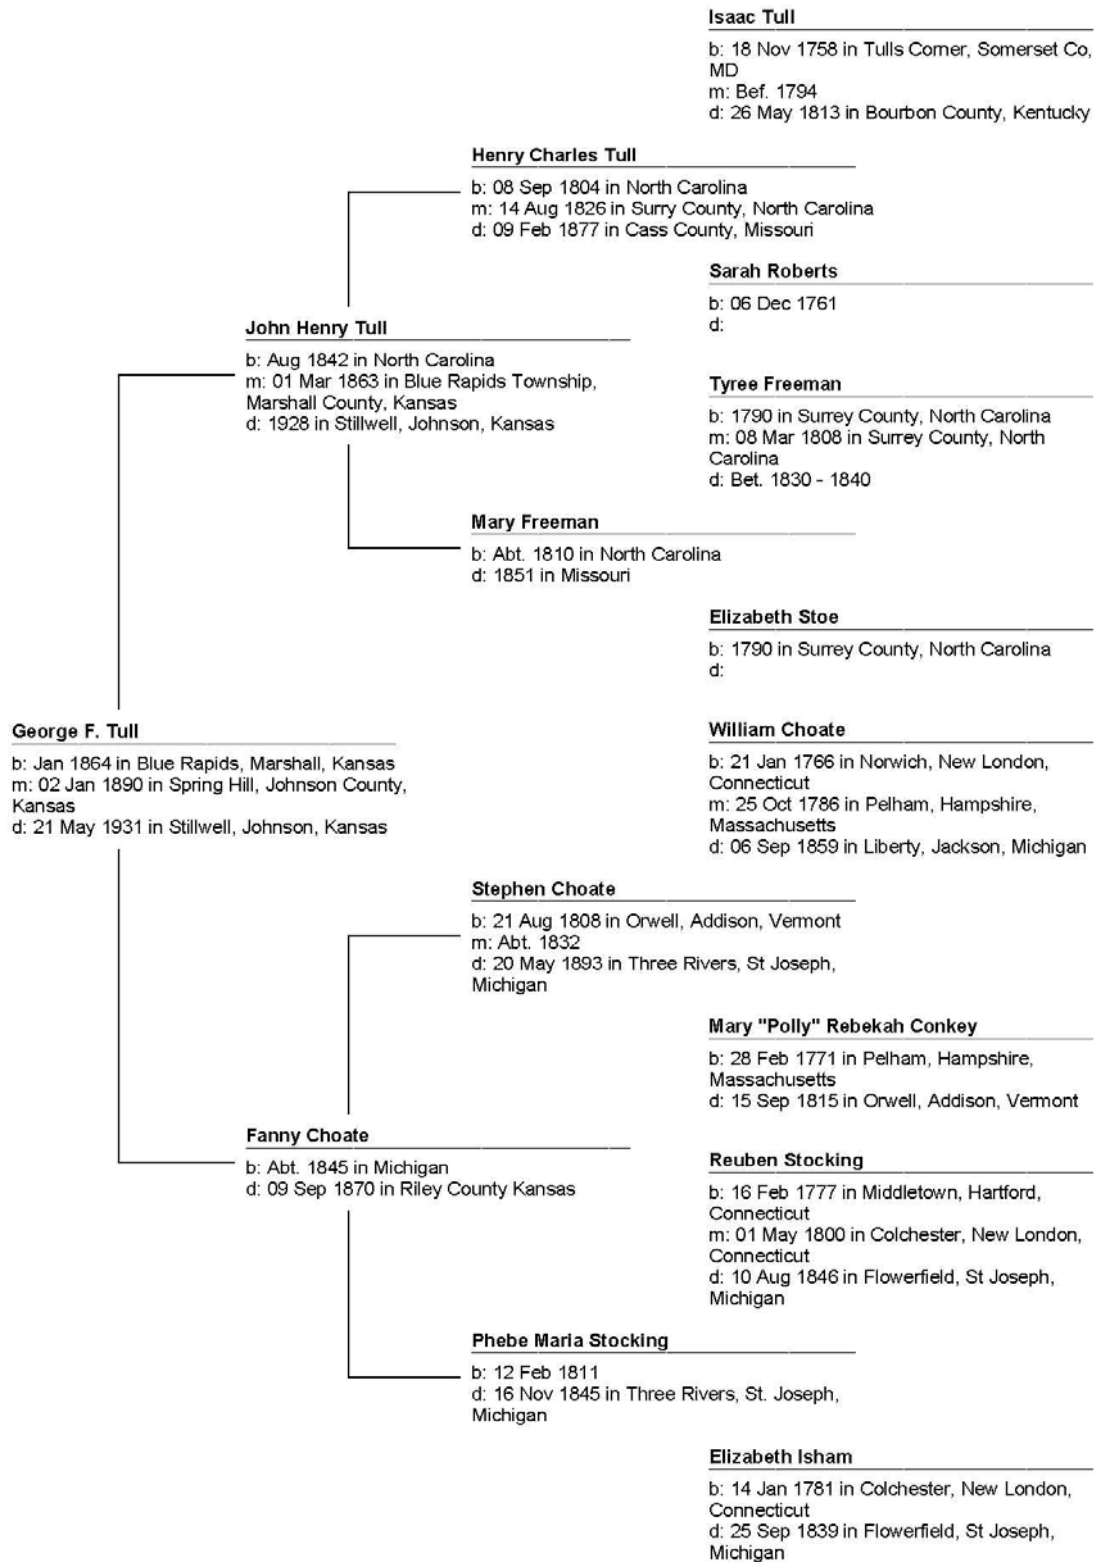 Isaac Tull
b: 18 Nov 1758 in Tulls Corner, Somerset Co,
MD
m: Bef. 1794
d: 26 May 1813 in Bourbon County, Kentucky
Henry Charles Tull
b: 08 Sep 1804 in North Carolina
m: 14 Aug 1826 in Surry County, North Carolina
d: 09 Feb 1877 in Cass County, Missouri
Sarah Roberts
b: 06 Dec 1761
d:
John Henry Tull
b: Aug 1842 in North Carolina
m: 01 Mar 1863 in Blue Rapids Township,
Marshall County, Kansas
d: 1928 in Stillwell, Johnson, Kansas
Tyree Freeman
b: 1790 in Surrey County, North Carolina
m: 08 Mar 1808 in Surrey County, North
Carolina
d: Bet. 1830 - 1840
Mary Freeman
b: Abt. 1810 in North Carolina
d: 1851 in Missouri
Elizabeth Stoe
b: 1790 in Surrey County, North Carolina
d:
George F. Tull
b: Jan 1864 in Blue Rapids, Marshall, Kansas
m: 02 Jan 1890 in Spring Hill, Johnson County,
Kansas
d: 21 May 1931 in Stillwell, Johnson, Kansas
William Choate
b: 21 Jan 1766 in Norwich, New London,
Connecticut
m: 25 Oct 1786 in Pelham, Hampshire,
Massachusetts
d: 06 Sep 1859 in Liberty, Jackson, Michigan
Stephen Choate
b: 21 Aug 1808 in Orwell, Addison, Vermont
m: Abt. 1832
d: 20 May 1893 in Three Rivers, St Joseph,
Michigan
Mary "Polly" Rebekah Conkey
b: 28 Feb 1771 in Pelham, Hampshire,
Massachusetts
d: 15 Sep 1815 in Orwell, Addison, Vermont
Fanny Choate
b: Abt. 1845 in Michigan
d: 09 Sep 1870 in Riley County Kansas
Reuben Stocking
b: 16 Feb 1777 in Middletown, Hartford,
Connecticut
m: 01 May 1800 in Colchester, New London,
Connecticut
d: 10 Aug 1846 in Flowerfield, St Joseph,
Michigan
Phebe Maria Stocking
b: 12 Feb 1811
d: 16 Nov 1845 in Three Rivers, St. Joseph,
Michigan
Elizabeth Isham
b: 14 Jan 1781 in Colchester, New London,
Connecticut
d: 25 Sep 1839 in Flowerfield, St Joseph,
Michigan